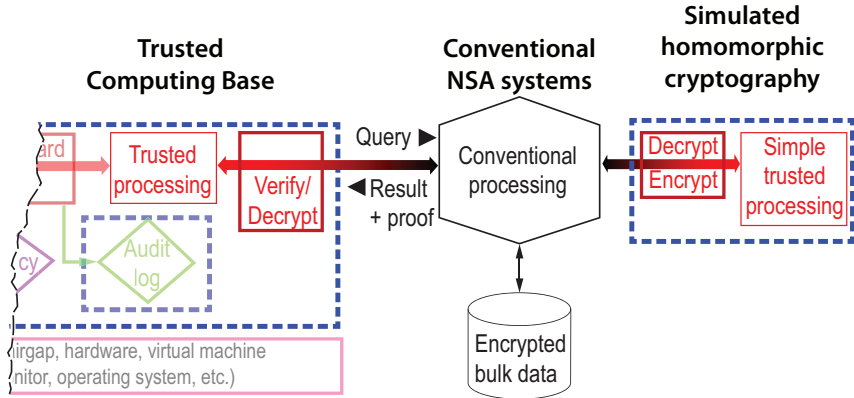 Trusted
Computing Base
Conventional
NSA systems
Simulated
homomorphic
cryptography
ard
Trusted
processing
Verify/
Decrypt
Query
Result
+ proof
Conventional
processing
Decrypt
Encrypt
Simple
trusted
processing
cy
Audit
log
Encrypted
bulk data
irgap, hardware, virtual machine
nitor, operating system, etc.)